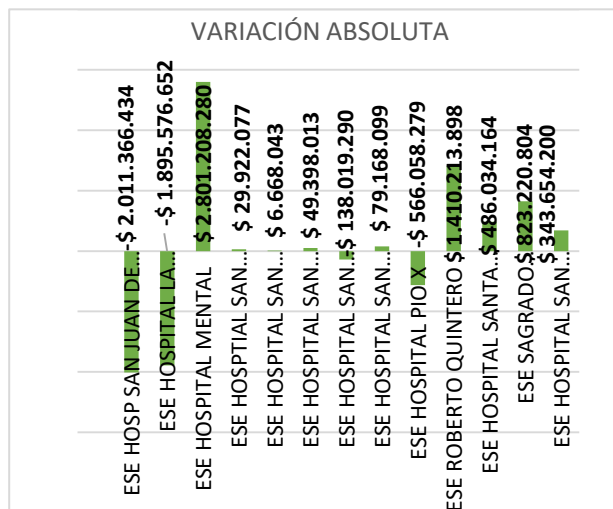 VARIACIÓN ABSOLUTA
-$ 2.011.366.434
-$ 1.895.576.652
$ 2.801.208.280
$ 29.922.077
$ 6.668.043
$ 49.398.013
-$ 138.019.290
$ 79.168.099
-$ 566.058.279
$ 1.410.213.898
$ 486.034.164
$ 823.220.804
$ 343.654.200
ESE HOSP SAN JUAN DE…
ESE HOSPITAL LA…
ESE HOSPITAL MENTAL
ESE HOSPTIAL SAN…
ESE HOSPITAL SAN…
ESE HOSPITAL SAN…
ESE HOSPITAL SAN…
ESE HOSPITAL SAN…
ESE HOSPITAL PIO X
ESE ROBERTO QUINTERO
ESE HOSPITAL SANTA…
ESE SAGRADO…
ESE HOSPITAL SAN…